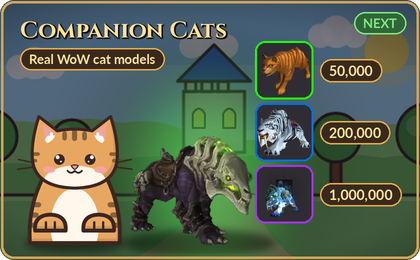 Companion Cats
NEXT
Real WoW cat models
50,000
200,000
1,000,000